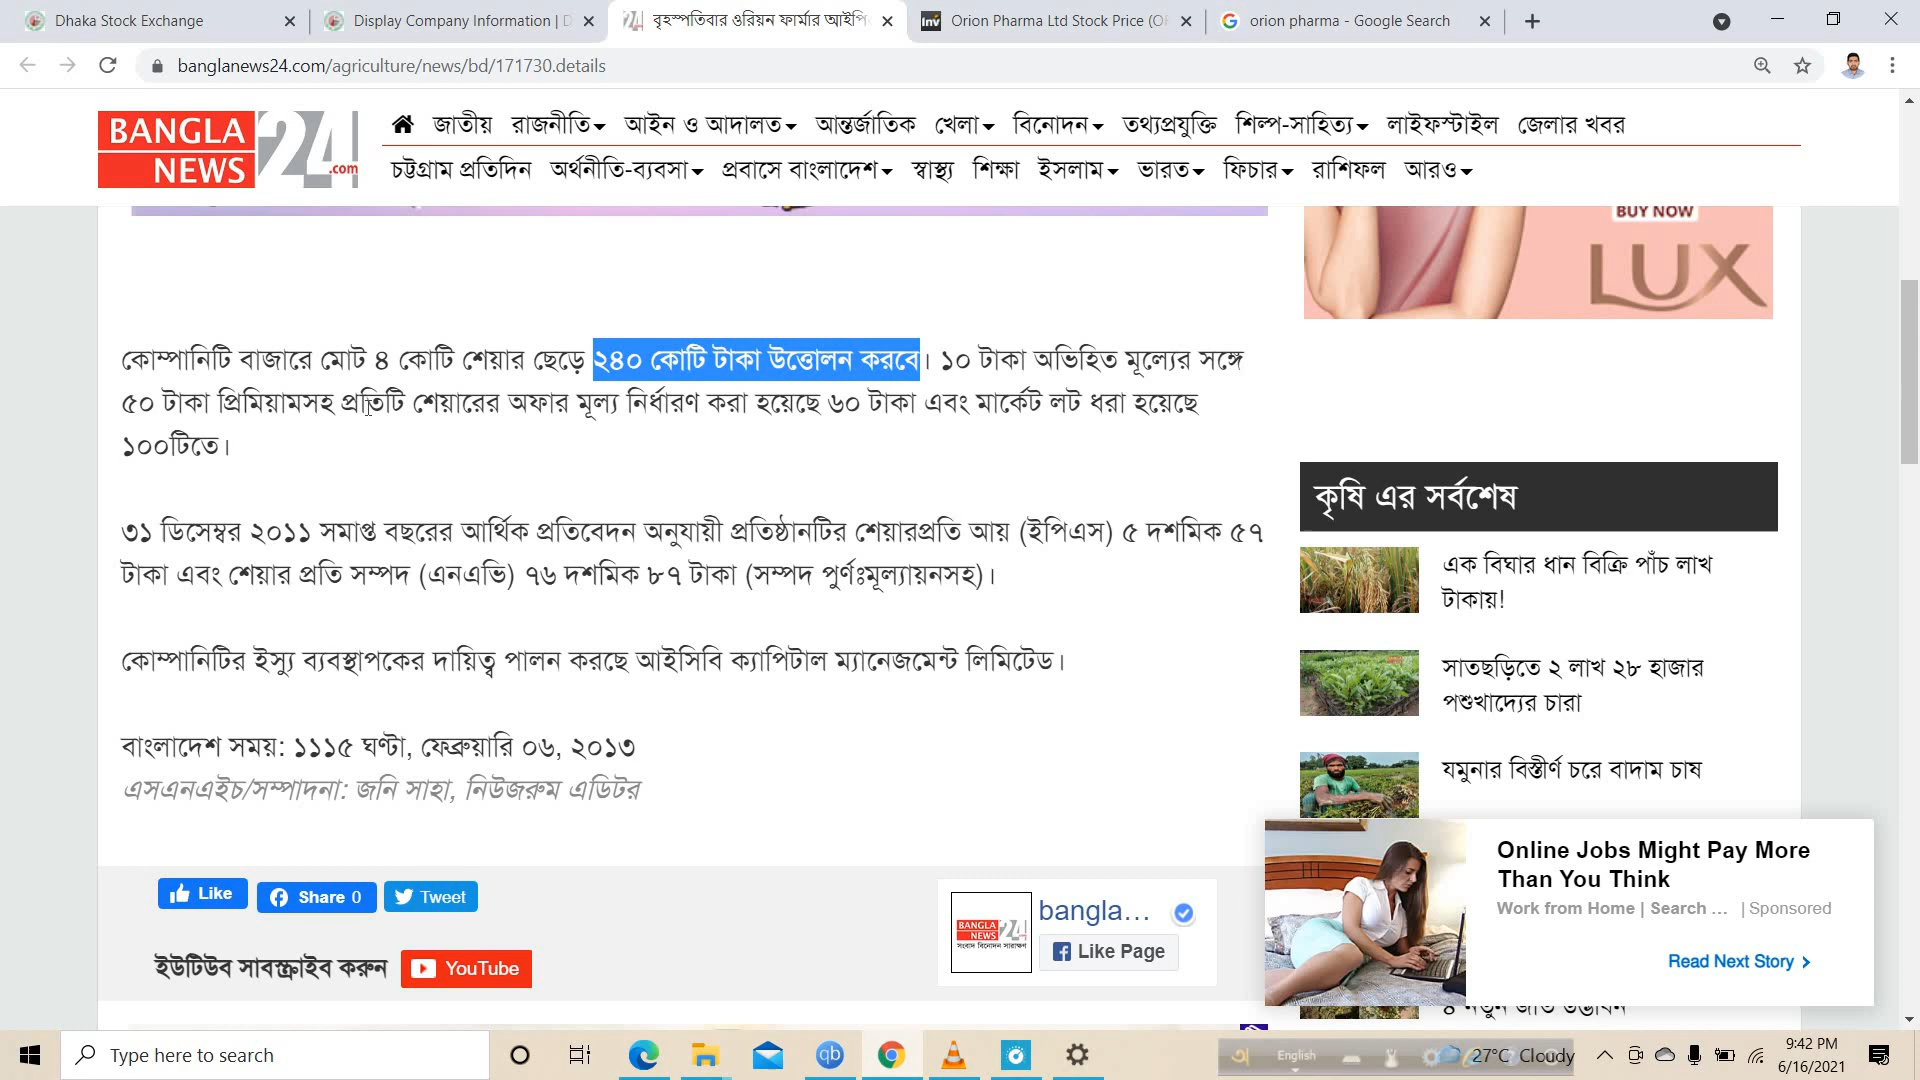 Dhaka Stock Exchange
Display Company Information | D
বৃহস্পতিবার ওরিয়ন ফার্মার আইপি
Orion Pharma Ltd Stock Price (OR
orion pharma - Google Search
banglanews24.com/agriculture/news/bd/171730.details
BANGLA NEWS 24 .com
জাতীয় রাজনীতি আইন ও আদালত আন্তর্জাতিক খেলা বিনোদন তথ্যপ্রযুক্তি শিল্প-সাহিত্য লাইফস্টাইল জেলার খবর
চট্টগ্রাম প্রতিদিন অর্থনীতি-ব্যবসা প্রবাসে বাংলাদেশ স্বাস্থ্য শিক্ষা ইসলাম ভারত ফিচার রাশিফল আরও
BUY NOW
LUX
কোম্পানিটি বাজারে মোট ৪ কোটি শেয়ার ছেড়ে ২৪০ কোটি টাকা উত্তোলন করবে। ১০ টাকা অভিহিত মূল্যের সঙ্গে
৫০ টাকা প্রিমিয়ামসহ প্রতিটি শেয়ারের অফার মূল্য নির্ধারণ করা হয়েছে ৬০ টাকা এবং মার্কেট লট ধরা হয়েছে
১০০টিতে।
৩১ ডিসেম্বর ২০১১ সমাপ্ত বছরের আর্থিক প্রতিবেদন অনুযায়ী প্রতিষ্ঠানটির শেয়ারপ্রতি আয় (ইপিএস) ৫ দশমিক ৫৭
টাকা এবং শেয়ার প্রতি সম্পদ (এনএভি) ৭৬ দশমিক ৮৭ টাকা (সম্পদ পুর্ণঃমূল্যায়নসহ)।
কোম্পানিটির ইস্যু ব্যবস্থাপকের দায়িত্ব পালন করছে আইসিবি ক্যাপিটাল ম্যানেজমেন্ট লিমিটেড।
বাংলাদেশ সময়: ১১১৫ ঘণ্টা, ফেব্রুয়ারি ০৬, ২০১৩
এসএনএইচ/সম্পাদনা: জনি সাহা, নিউজরুম এডিটর
কৃষি এর সর্বশেষ
এক বিঘার ধান বিক্রি পাঁচ লাখ
টাকায়!
সাতছড়িতে ২ লাখ ২৮ হাজার
পশুখাদ্যের চারা
যমুনার বিস্তীর্ণ চরে বাদাম চাষ
Online Jobs Might Pay More
Than You Think
Work from Home | Search ... | Sponsored
Read Next Story
Like
Share 0
Tweet
ইউটিউব সাবস্ক্রাইব করুন
YouTube
BANGLA NEWS 24
সংবাদ বিনোদন সারাক্ষণ
bangla...
Like Page
Type here to search
English
27°C Cloudy
9:42 PM
6/16/2021